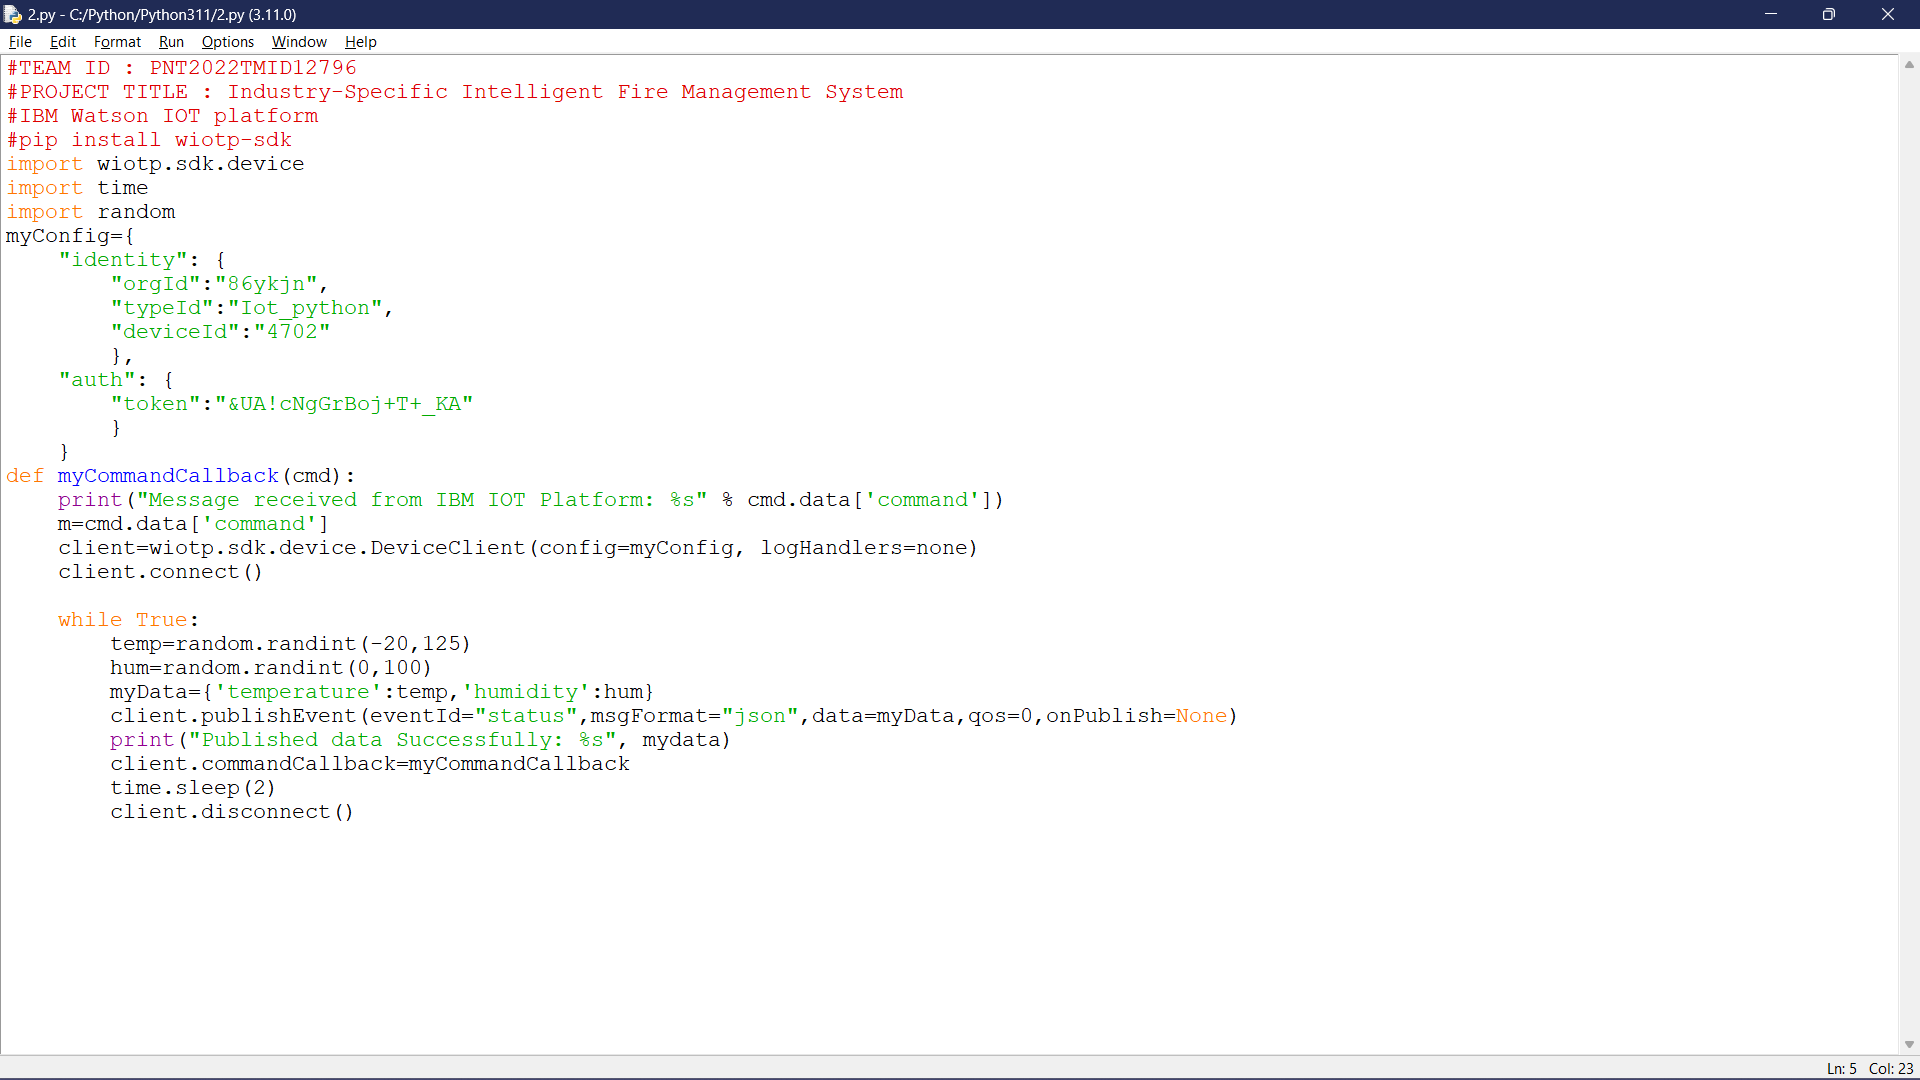 2.py - C:/Python/Python311/2.py (3.11.0)
File Edit Format Run Options Window Help
#TEAM ID : PNT2022TMID12796
#PROJECT TITLE : Industry-Specific Intelligent Fire Management System
#IBM Watson IOT platform
#pip install wiotp-sdk
import wiotp.sdk.device
import time
import random
myConfig={
    "identity": {
        "orgId":"86ykjn",
        "typeId":"Iot_python",
        "deviceId":"4702"
        },
    "auth": {
        "token":"&UA!cNgGrBoj+T+_KA"
        }
    }
def myCommandCallback(cmd):
    print("Message received from IBM IOT Platform: %s" % cmd.data['command'])
    m=cmd.data['command']
    client=wiotp.sdk.device.DeviceClient(config=myConfig, logHandlers=none)
    client.connect()

    while True:
        temp=random.randint(-20,125)
        hum=random.randint(0,100)
        myData={'temperature':temp,'humidity':hum}
        client.publishEvent(eventId="status",msgFormat="json",data=myData,qos=0,onPublish=None)
        print("Published data Successfully: %s", mydata)
        client.commandCallback=myCommandCallback
        time.sleep(2)
        client.disconnect()
Ln: 5 Col: 23